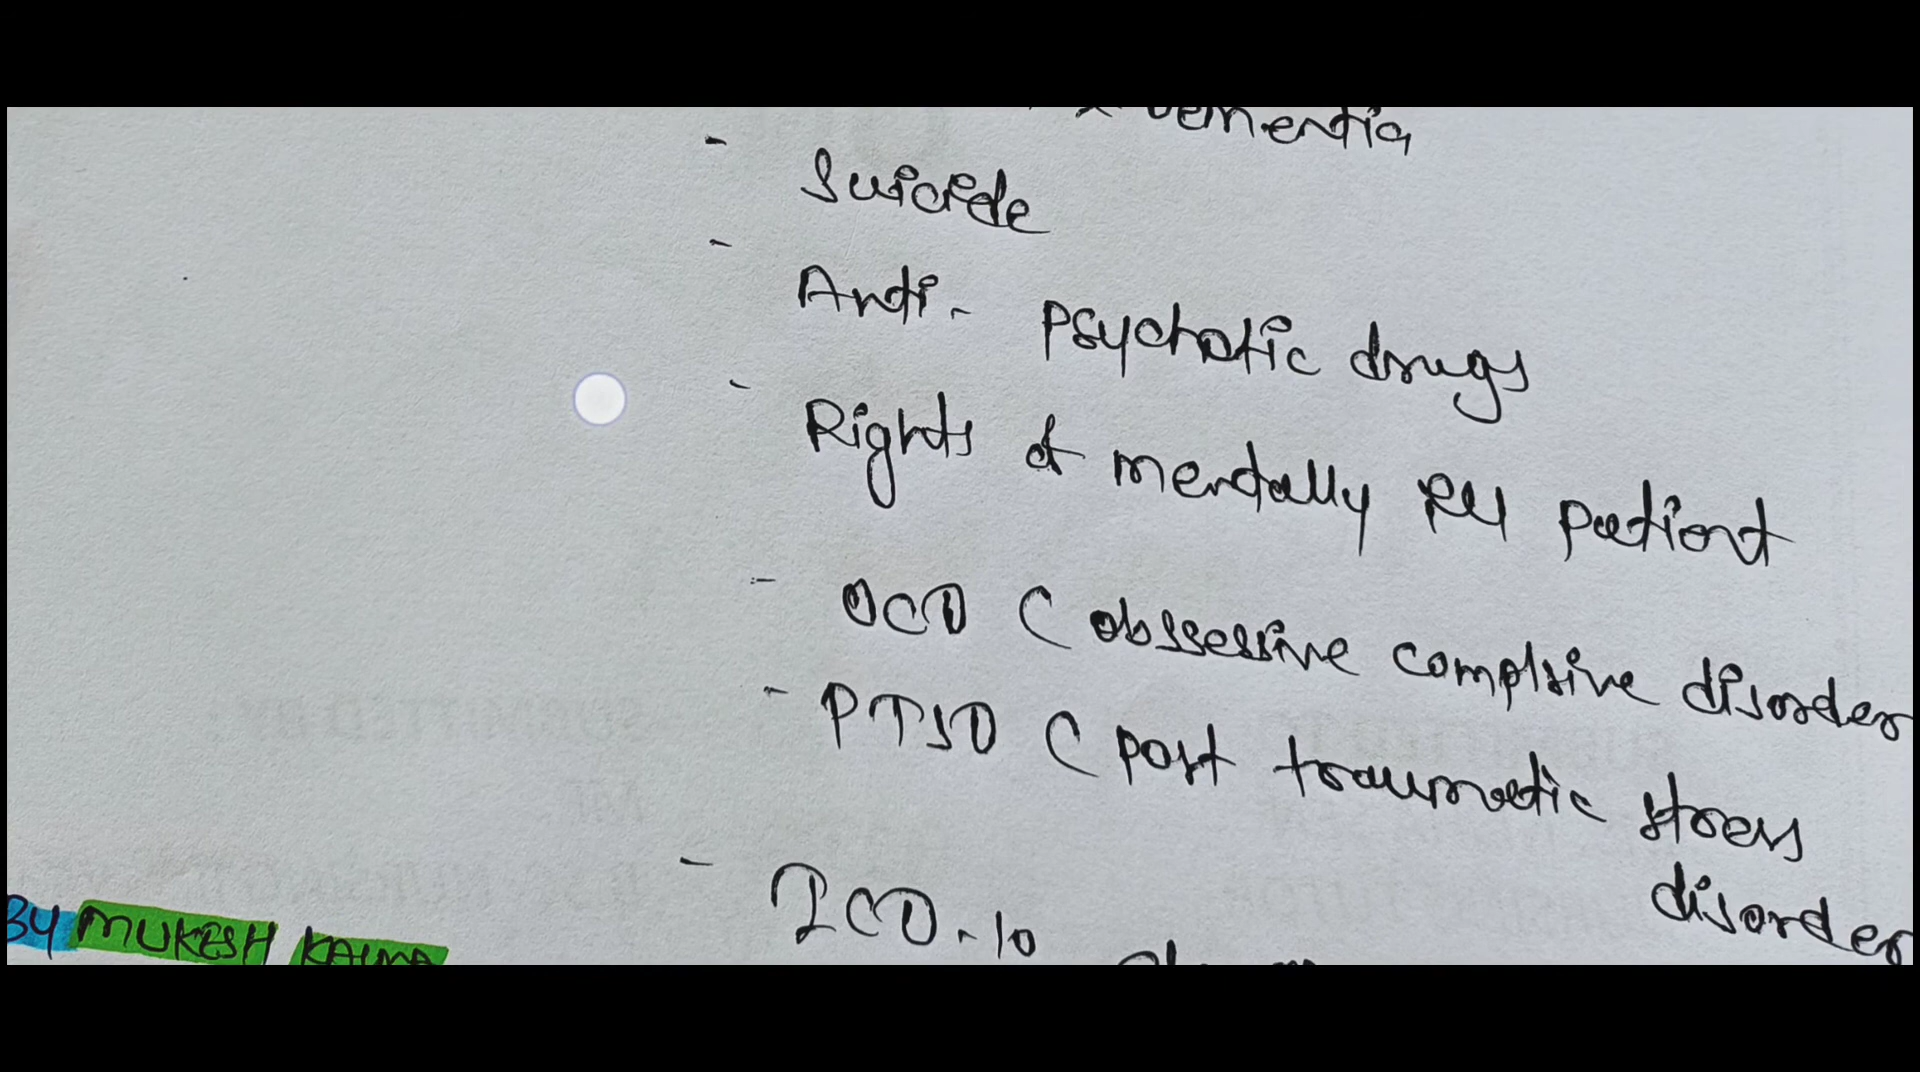 dementia
- Suicide
- Anti- psychotic drugs
- Rights of mentally ill patient
- OCD ( obssessive complsive disorder
- PTSD ( post traumatic stress
disorder
- ICD-10
BY MUKESH